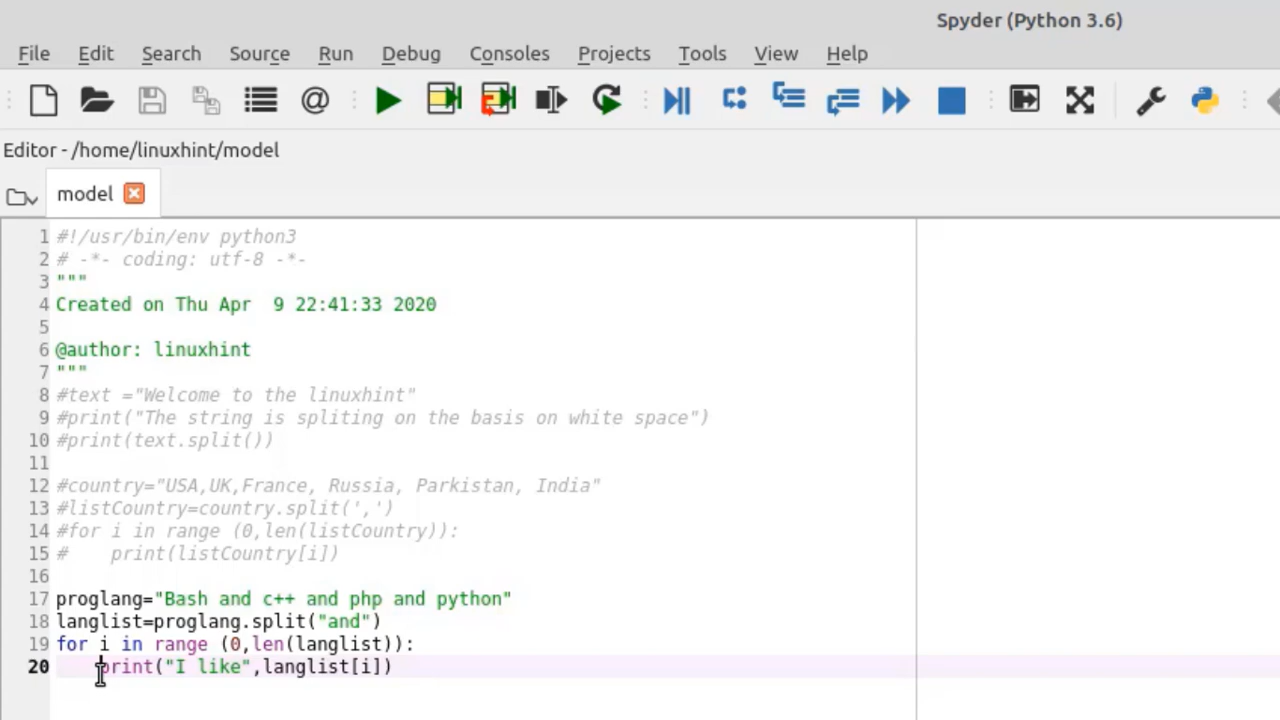 Spyder (Python 3.6)
File Edit Search Source Run Debug Consoles Projects Tools View Help
Editor - /home/linuxhint/model
model
1 #!/usr/bin/env python3
2 # -*- coding: utf-8 -*-
3 """
4 Created on Thu Apr  9 22:41:33 2020
5
6 @author: linuxhint
7 """
8 #text ="Welcome to the linuxhint"
9 #print("The string is spliting on the basis on white space")
10 #print(text.split())
11
12 #country="USA,UK,France, Russia, Parkistan, India"
13 #listCountry=country.split(',')
14 #for i in range (0,len(listCountry)):
15 #    print(listCountry[i])
16
17 proglang="Bash and c++ and php and python"
18 langlist=proglang.split("and")
19 for i in range (0,len(langlist)):
20     print("I like",langlist[i])